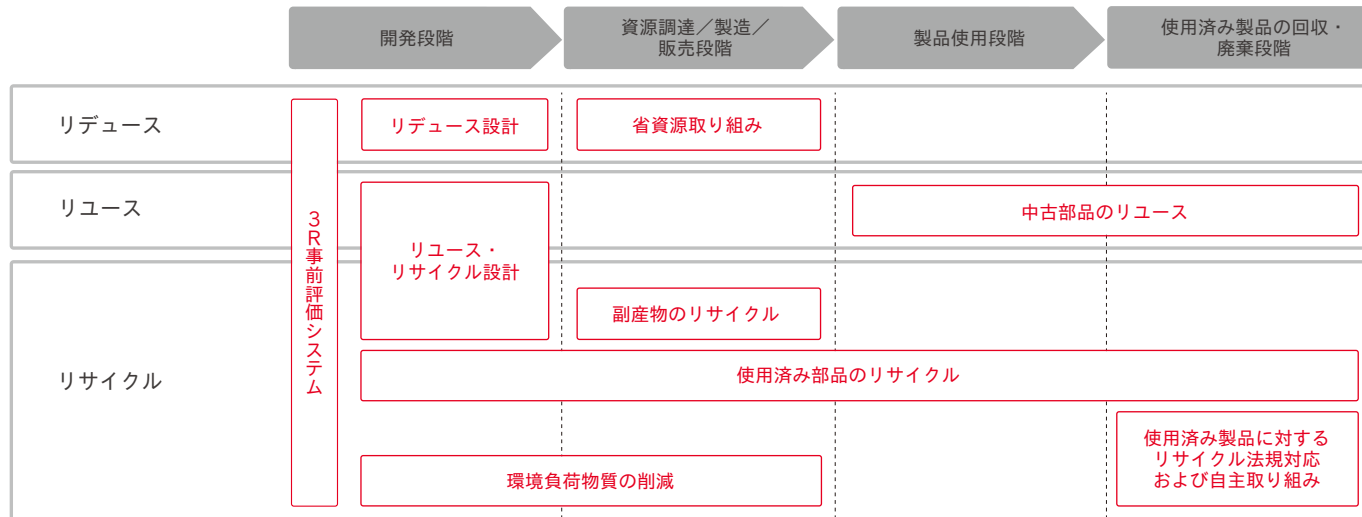 開発段階
資源調達／製造／
販売段階
製品使用段階
使用済み製品の回収・
廃棄段階
リデュース
リデュース設計
省資源取り組み
3R事前評価システム
リユース
リユース・
リサイクル設計
中古部品のリユース
リサイクル
副産物のリサイクル
使用済み部品のリサイクル
環境負荷物質の削減
使用済み製品に対する
リサイクル法規対応
および自主取り組み